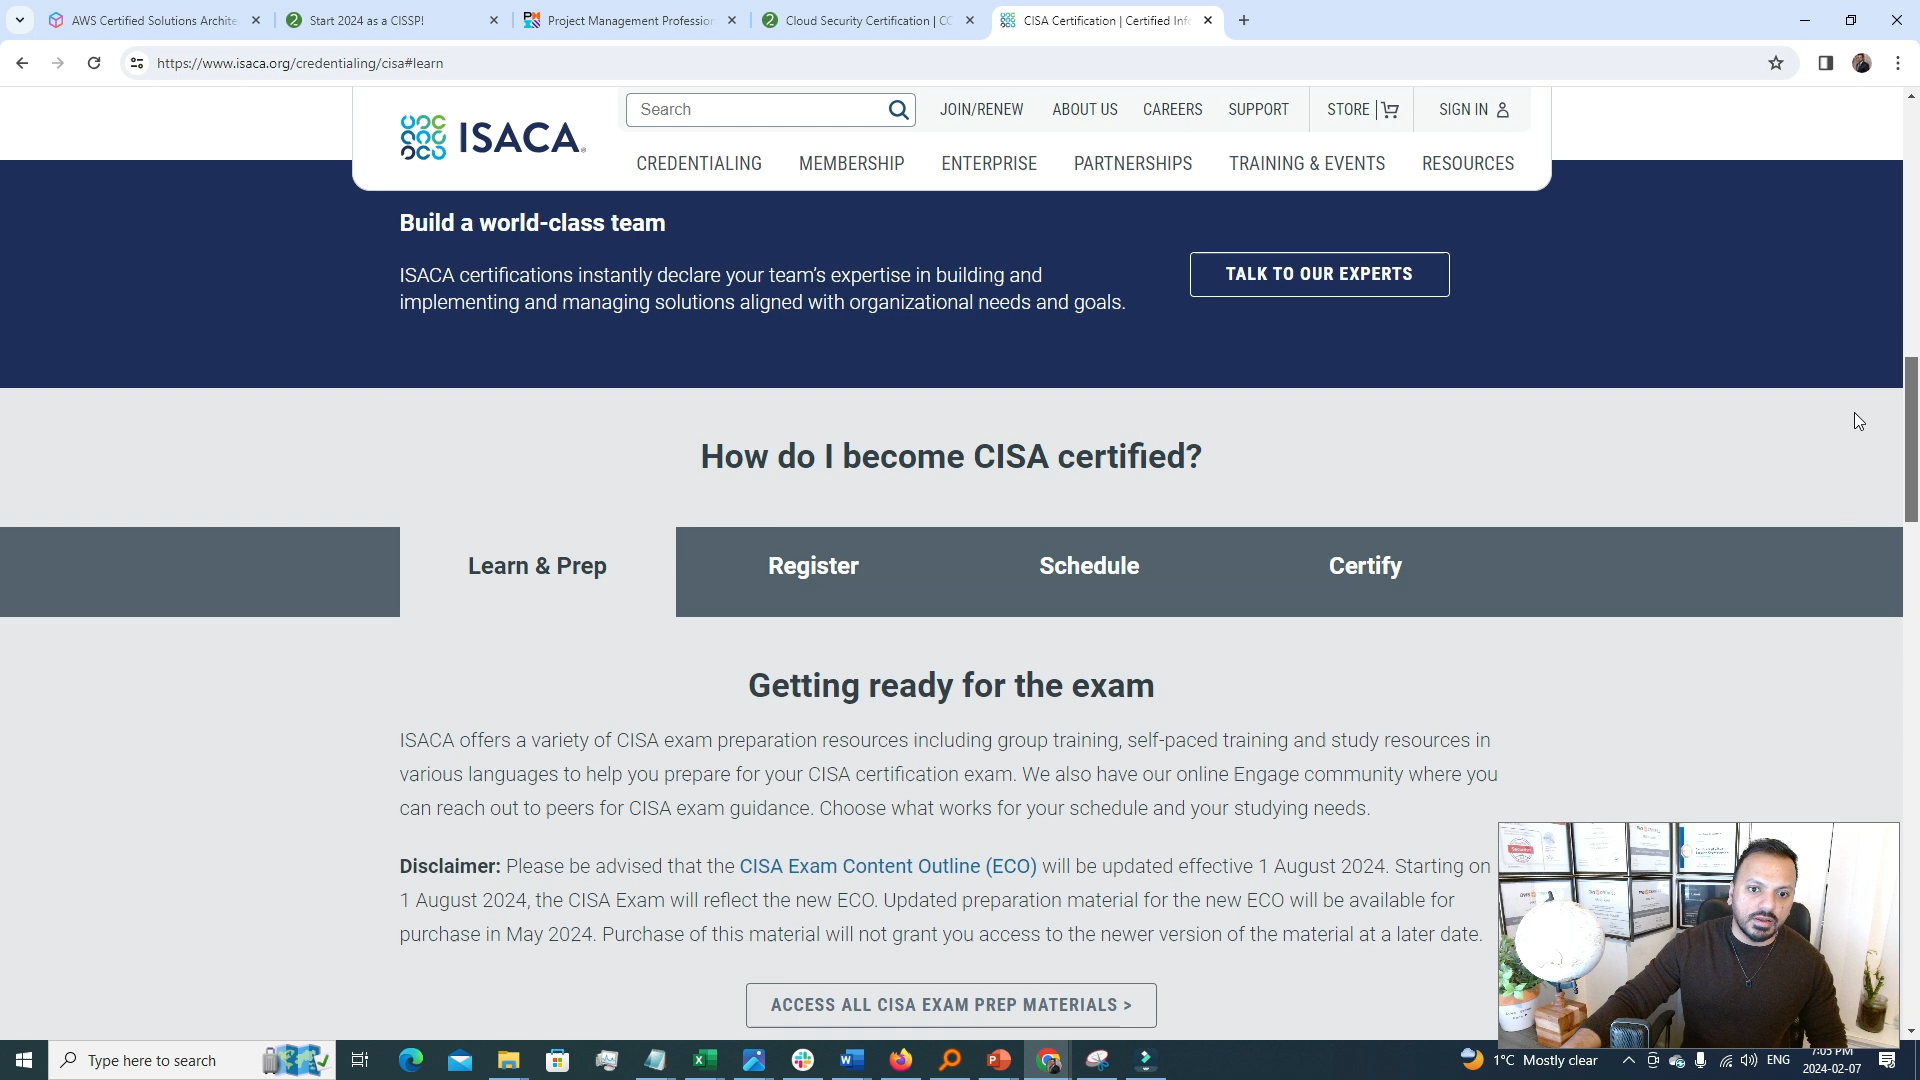 AWS Certified Solutions Archite
Start 2024 as a CISSP!
Project Management Profession
Cloud Security Certification | CC
CISA Certification | Certified Info
https://www.isaca.org/credentialing/cisa#learn
Search
JOIN/RENEW
ABOUT US
CAREERS
SUPPORT
STORE
SIGN IN
ISACA.
CREDENTIALING
MEMBERSHIP
ENTERPRISE
PARTNERSHIPS
TRAINING & EVENTS
RESOURCES
Build a world-class team
ISACA certifications instantly declare your team's expertise in building and
implementing and managing solutions aligned with organizational needs and goals.
TALK TO OUR EXPERTS
How do I become CISA certified?
Learn & Prep
Register
Schedule
Certify
Getting ready for the exam
ISACA offers a variety of CISA exam preparation resources including group training, self-paced training and study resources in
various languages to help you prepare for your CISA certification exam. We also have our online Engage community where you
can reach out to peers for CISA exam guidance. Choose what works for your schedule and your studying needs.
Disclaimer: Please be advised that the CISA Exam Content Outline (ECO) will be updated effective 1 August 2024. Starting on
1 August 2024, the CISA Exam will reflect the new ECO. Updated preparation material for the new ECO will be available for
purchase in May 2024. Purchase of this material will not grant you access to the newer version of the material at a later date.
ACCESS ALL CISA EXAM PREP MATERIALS >
Type here to search
1°C Mostly clear
ENG
7:05 PM
2024-02-07